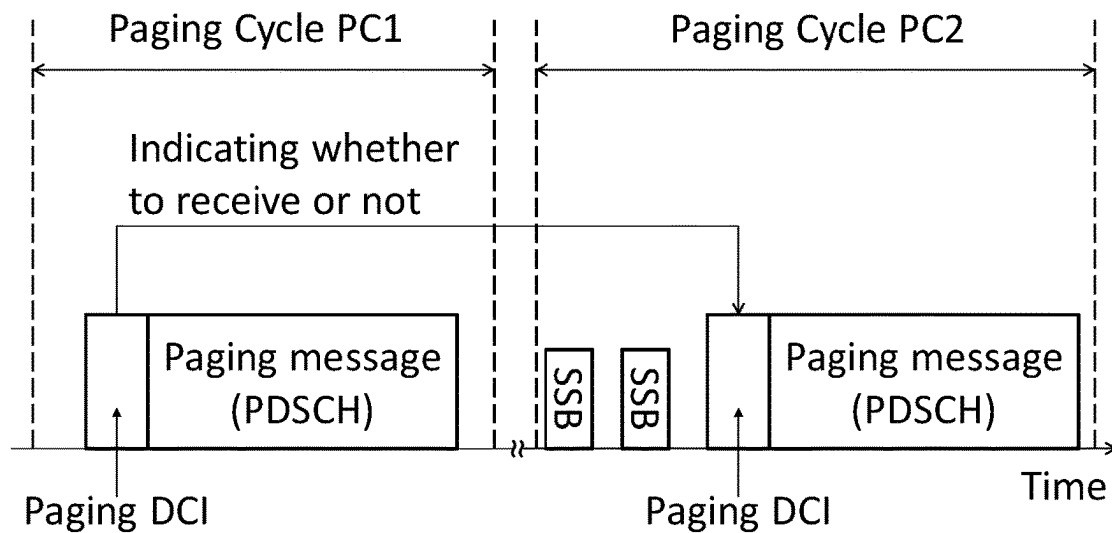 Paging Cycle PC1
Paging Cycle PC2
Indicating whether
to receive or not
Paging message
(PDSCH)
SSB
SSB
Paging message
(PDSCH)
Time
Paging DCI
Paging DCI